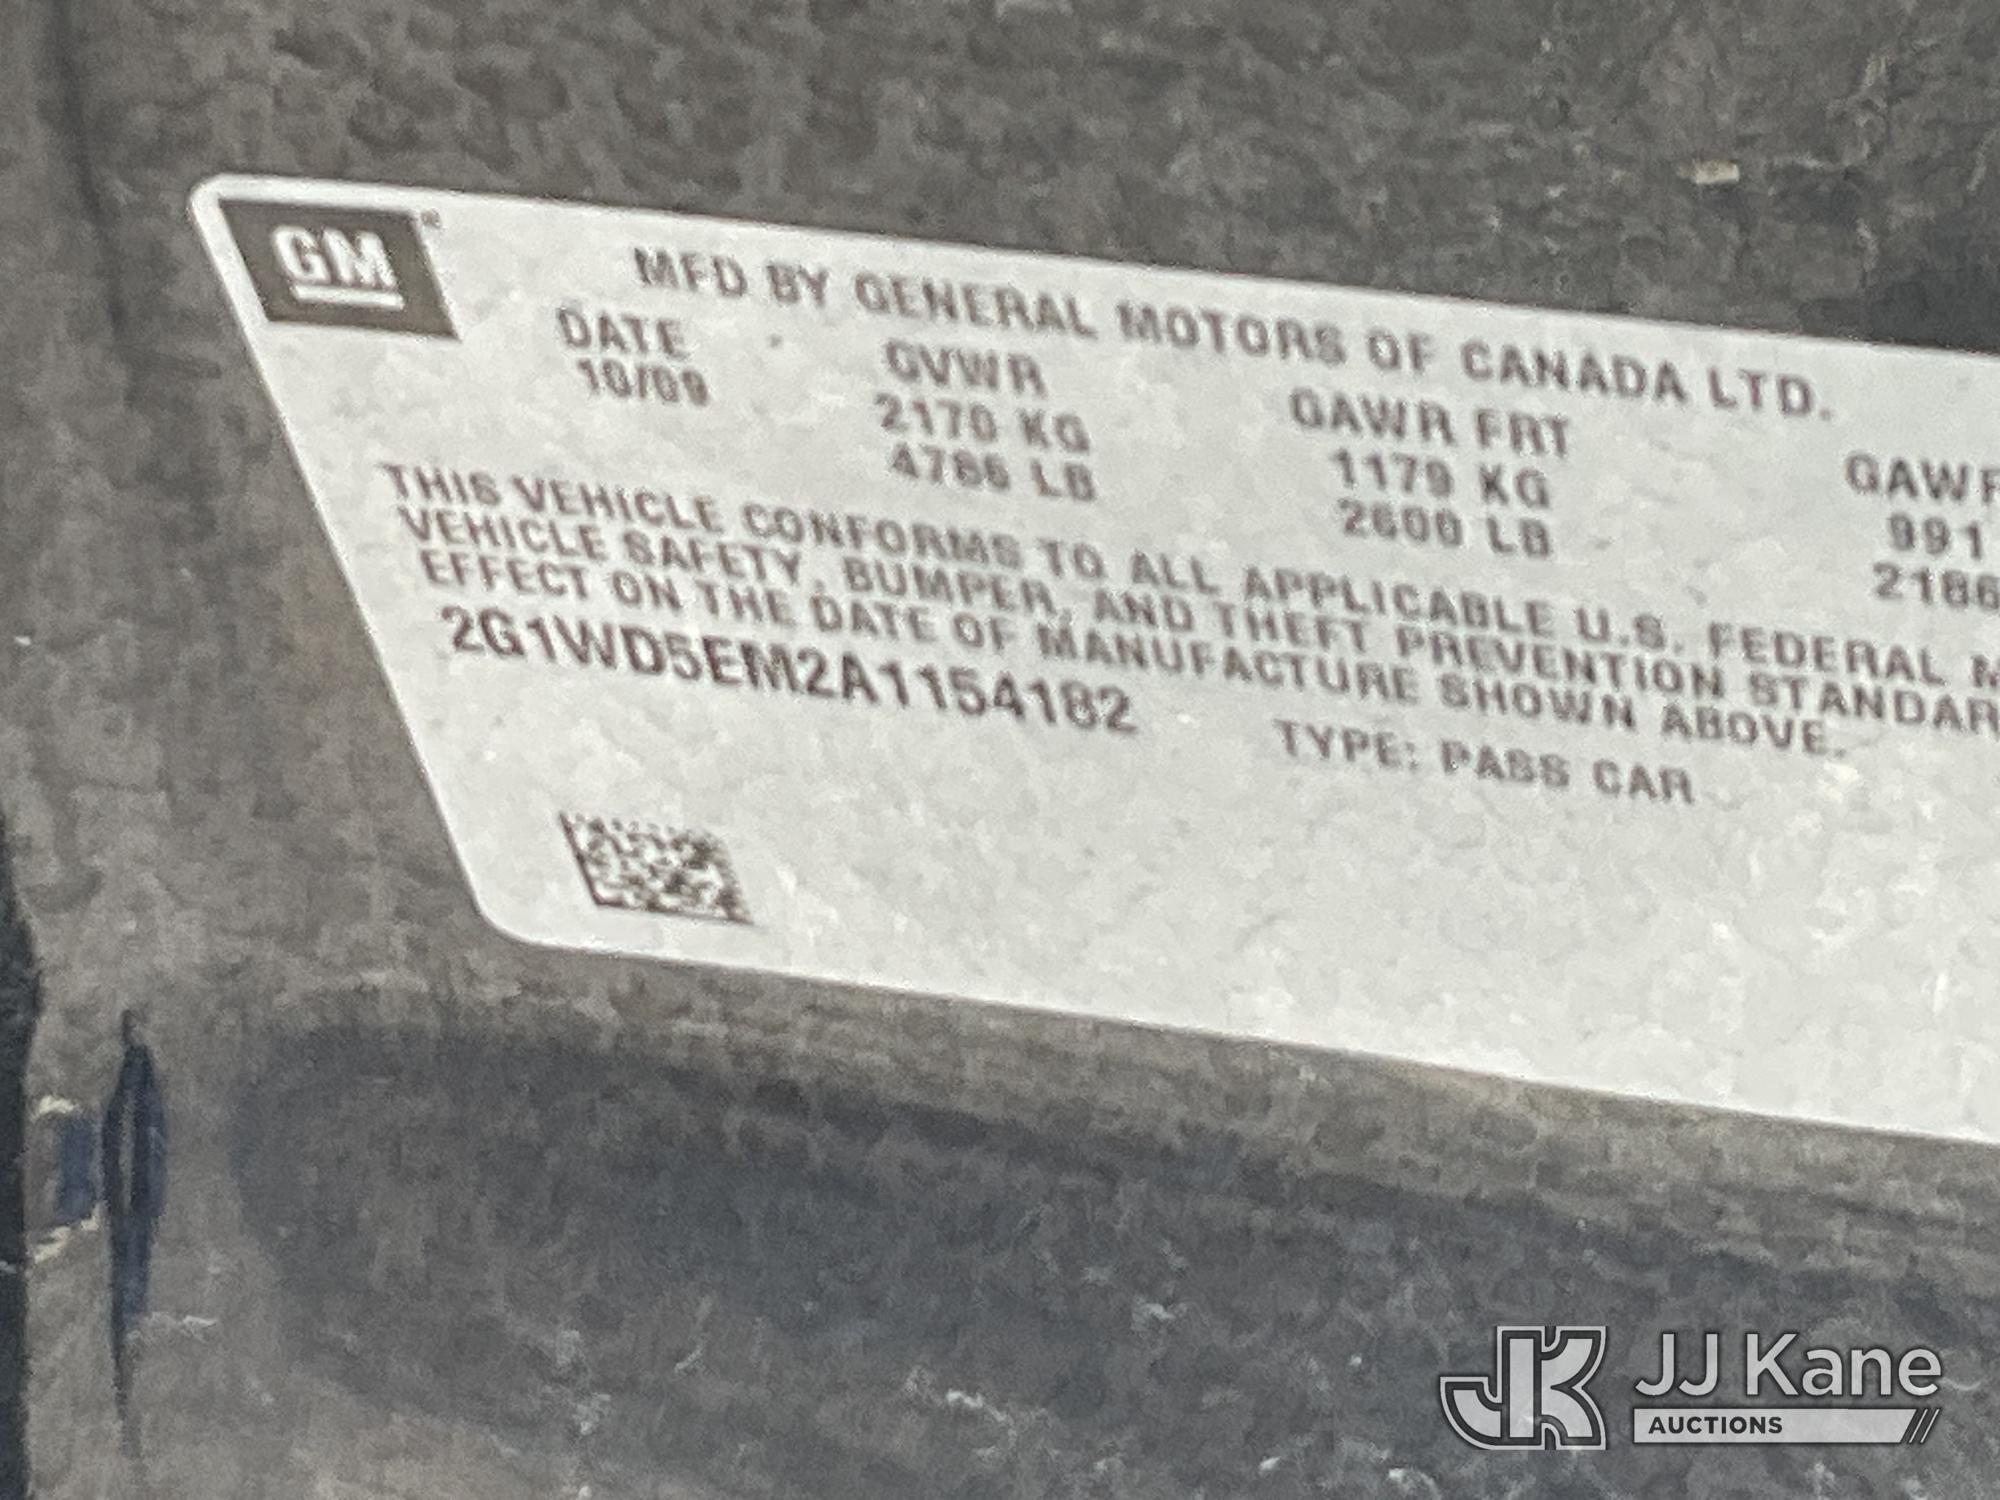 GM
MFD BY GENERAL MOTORS OF CANADA LTD.
DATE GVWR GAWR FRT GAWR
10/09 2170 KG 1179 KG 991
4786 LB 2600 LB 2186
THIS VEHICLE CONFORMS TO ALL APPLICABLE U.S. FEDERAL M
VEHICLE SAFETY, BUMPER, AND THEFT PREVENTION STANDAR
EFFECT ON THE DATE OF MANUFACTURE SHOWN ABOVE.
2G1WD5EM2A1154182 TYPE: PASS CAR
JK JJ Kane
AUCTIONS